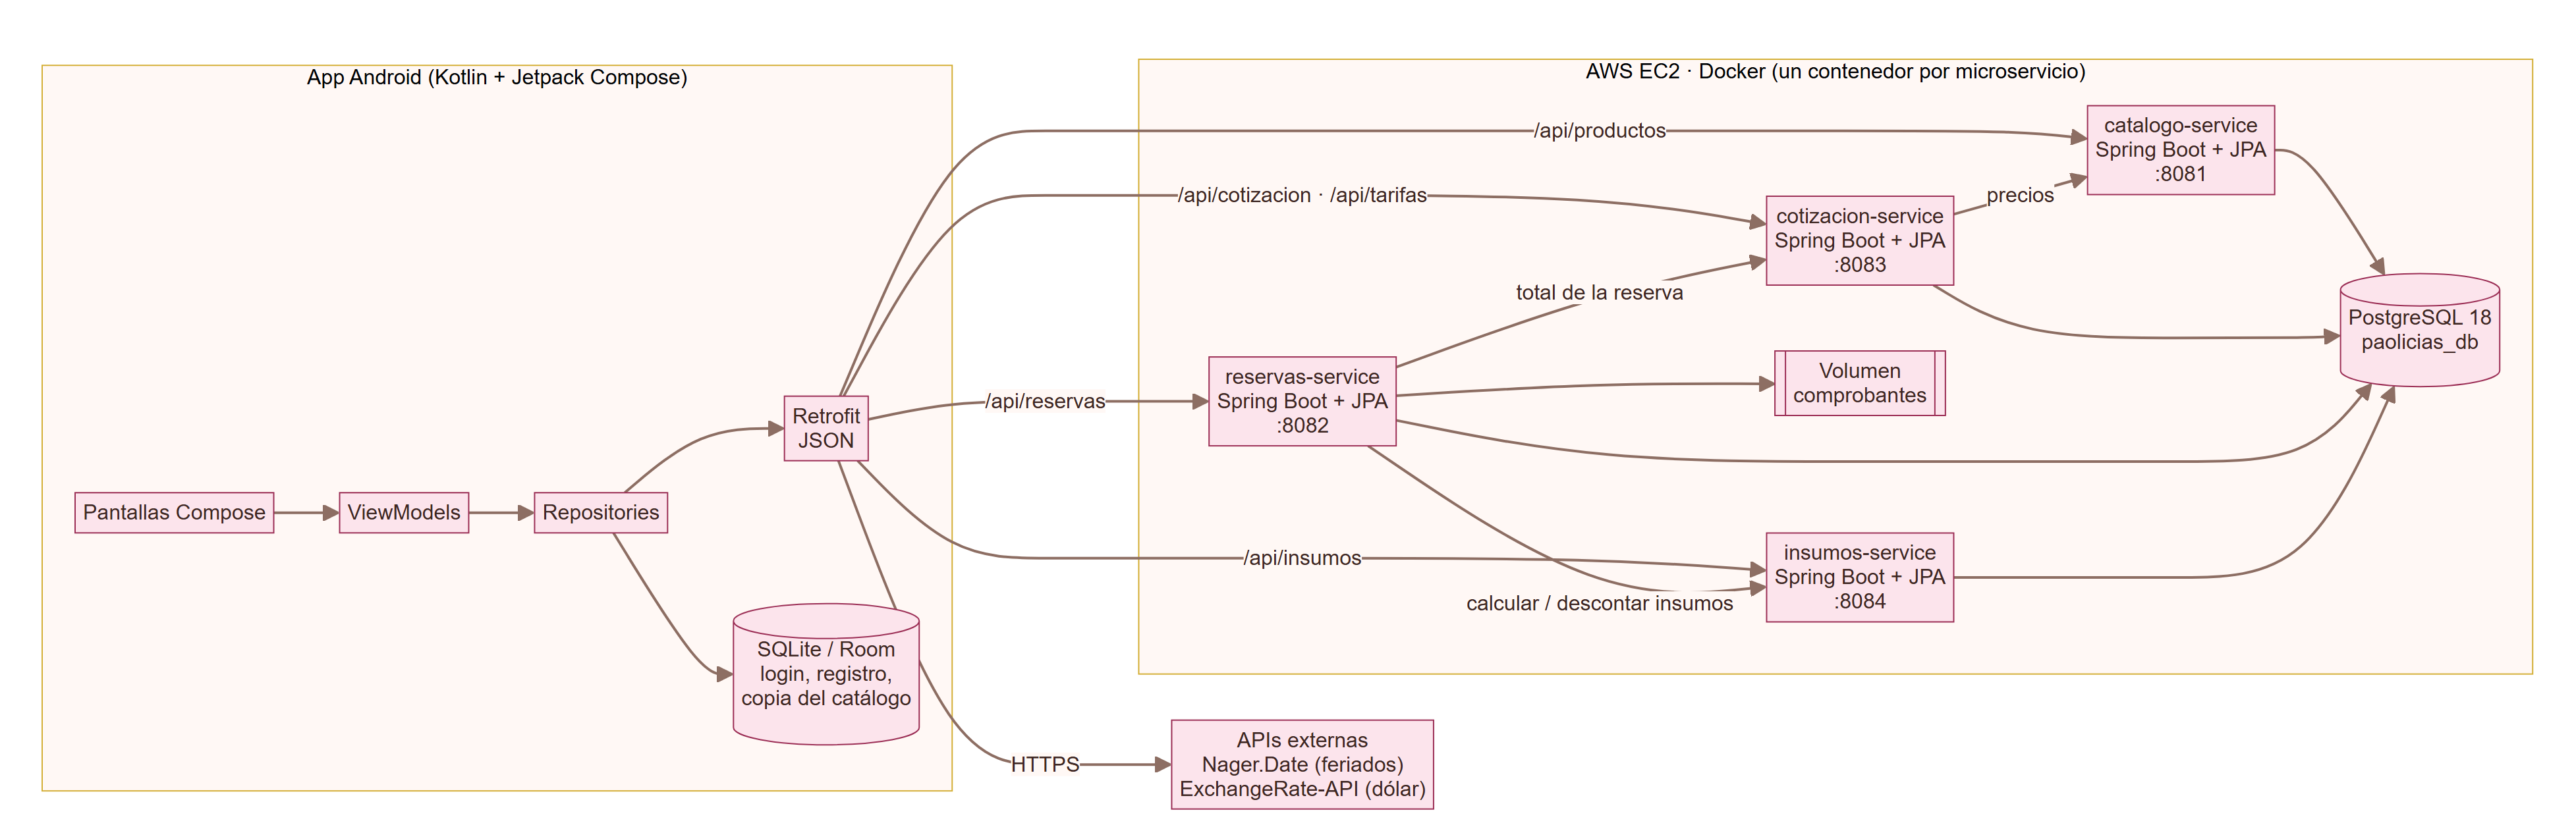 App Android (Kotlin + Jetpack Compose)
Pantallas Compose
ViewModels
Repositories
Retrofit
JSON
SQLite / Room
login, registro,
copia del catálogo
/api/productos
/api/cotizacion · /api/tarifas
/api/reservas
/api/insumos
HTTPS
APIs externas
Nager.Date (feriados)
ExchangeRate-API (dólar)
AWS EC2 · Docker (un contenedor por microservicio)
reservas-service
Spring Boot + JPA
:8082
total de la reserva
calcular / descontar insumos
cotizacion-service
Spring Boot + JPA
:8083
precios
catalogo-service
Spring Boot + JPA
:8081
Volumen
comprobantes
insumos-service
Spring Boot + JPA
:8084
PostgreSQL 18
paolicias_db